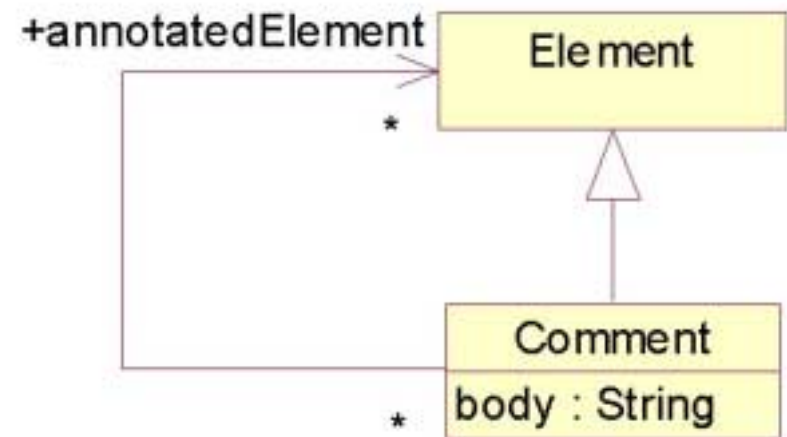 +annotatedElement
Element
*
Comment
body : String
*